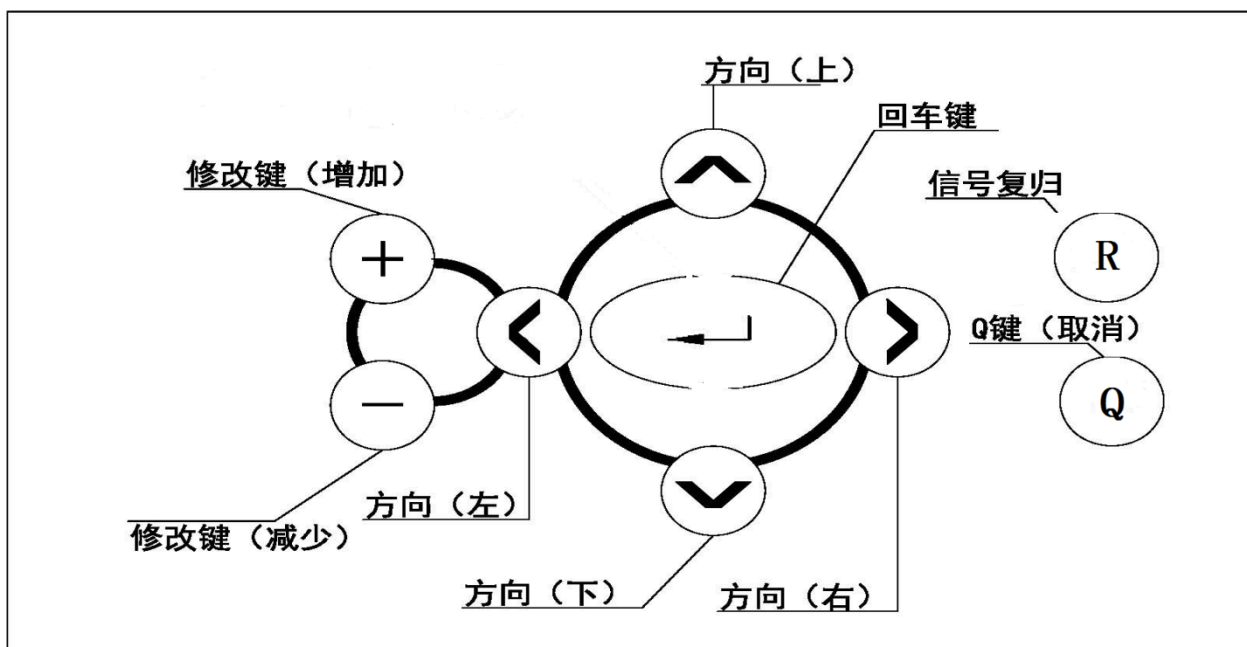 方向（上）
回车键
修改键（增加）
信号复归
+
R
Q键（取消）
−
Q
方向（左）
修改键（减少）
方向（下）
方向（右）